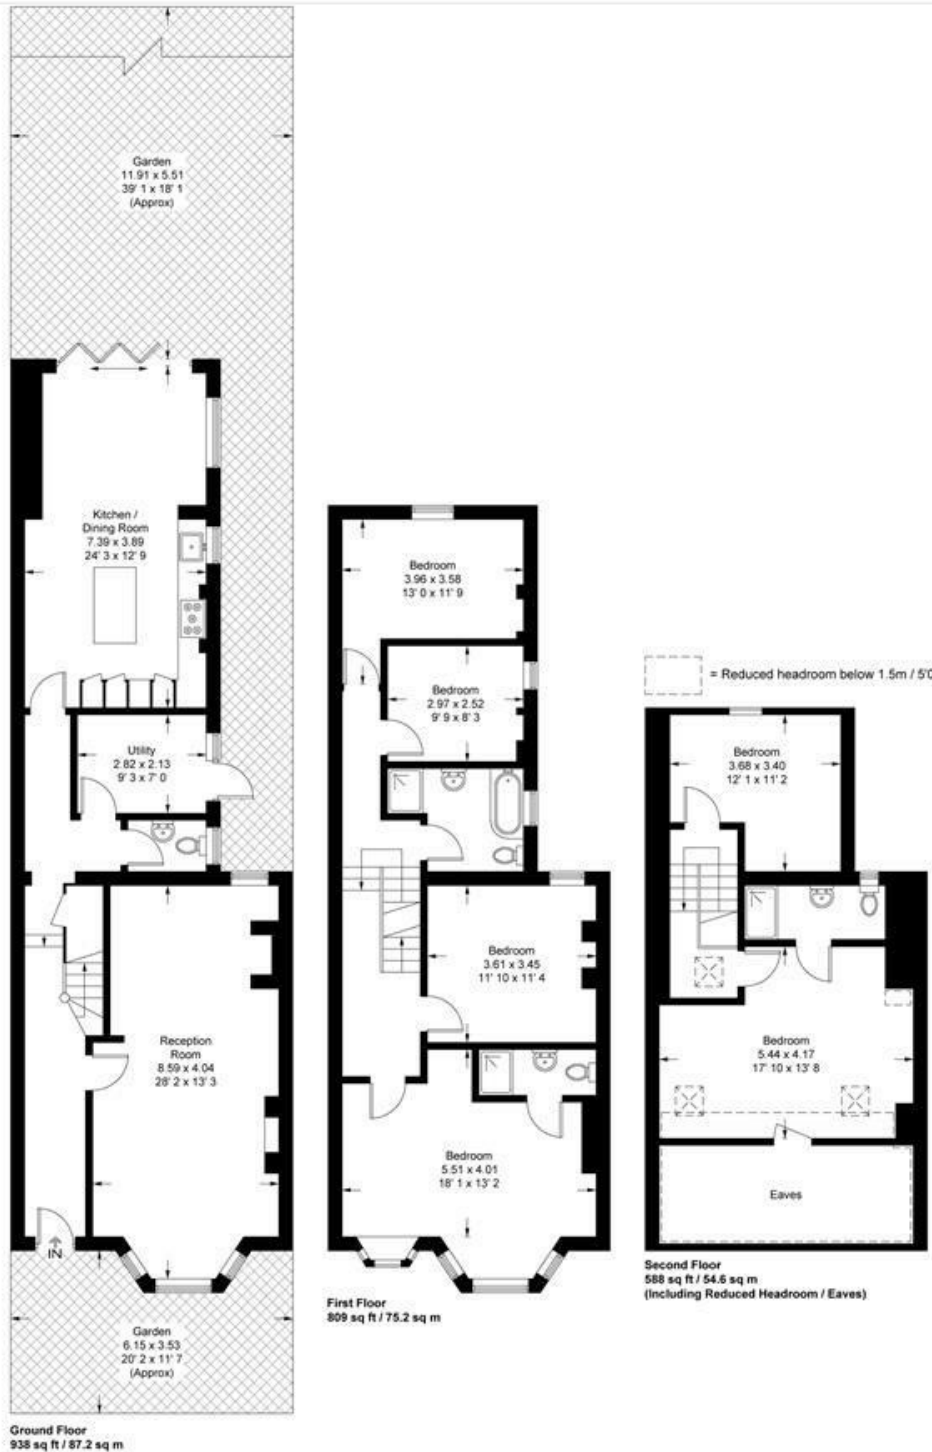 Garden
11.91 x 5.51
39' 1 x 18' 1
(Approx)
Kitchen /
Dining Room
7.39 x 3.89
24' 3 x 12' 9
Utility
2.82 x 2.13
9' 3 x 7' 0
Reception
Room
8.59 x 4.04
28' 2 x 13' 3
IN
Garden
6.15 x 3.53
20' 2 x 11' 7
(Approx)
Ground Floor
938 sq ft / 87.2 sq m
Bedroom
3.96 x 3.58
13' 0 x 11' 9
Bedroom
2.97 x 2.52
9' 9 x 8' 3
Bedroom
3.61 x 3.45
11' 10 x 11' 4
Bedroom
5.51 x 4.01
18' 1 x 13' 2
First Floor
809 sq ft / 75.2 sq m
= Reduced headroom below 1.5m / 5'0
Bedroom
3.68 x 3.40
12' 1 x 11' 2
Bedroom
5.44 x 4.17
17' 10 x 13' 8
Eaves
Second Floor
588 sq ft / 54.6 sq m
(Including Reduced Headroom / Eaves)